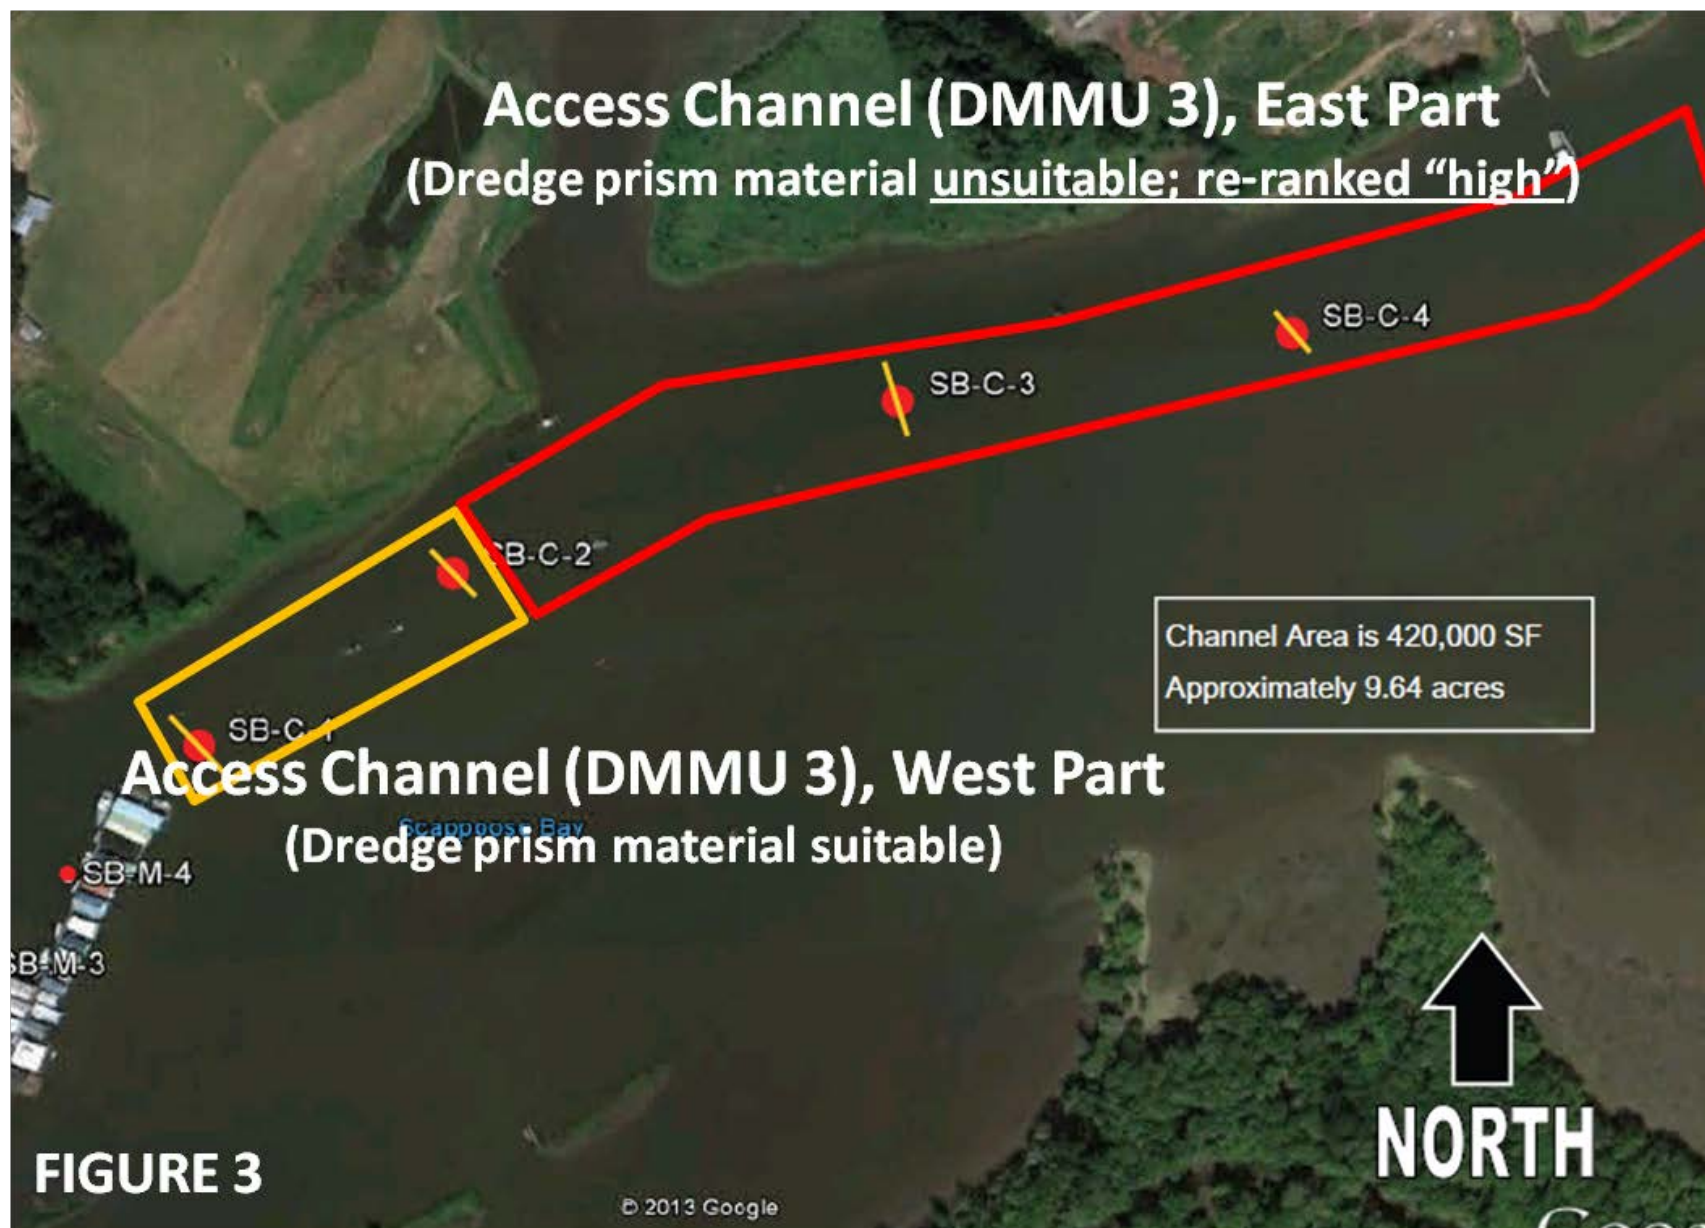 Access Channel (DMMU 3), East Part
(Dredge prism material unsuitable; re-ranked “high”)
SB-C-4
SB-C-3
SB-C-2
Channel Area is 420,000 SF
Approximately 9.64 acres
SB-C-1
Access Channel (DMMU 3), West Part
Scappoose Bay
(Dredge prism material suitable)
SB-M-4
SB-M-3
NORTH
FIGURE 3
© 2013 Google